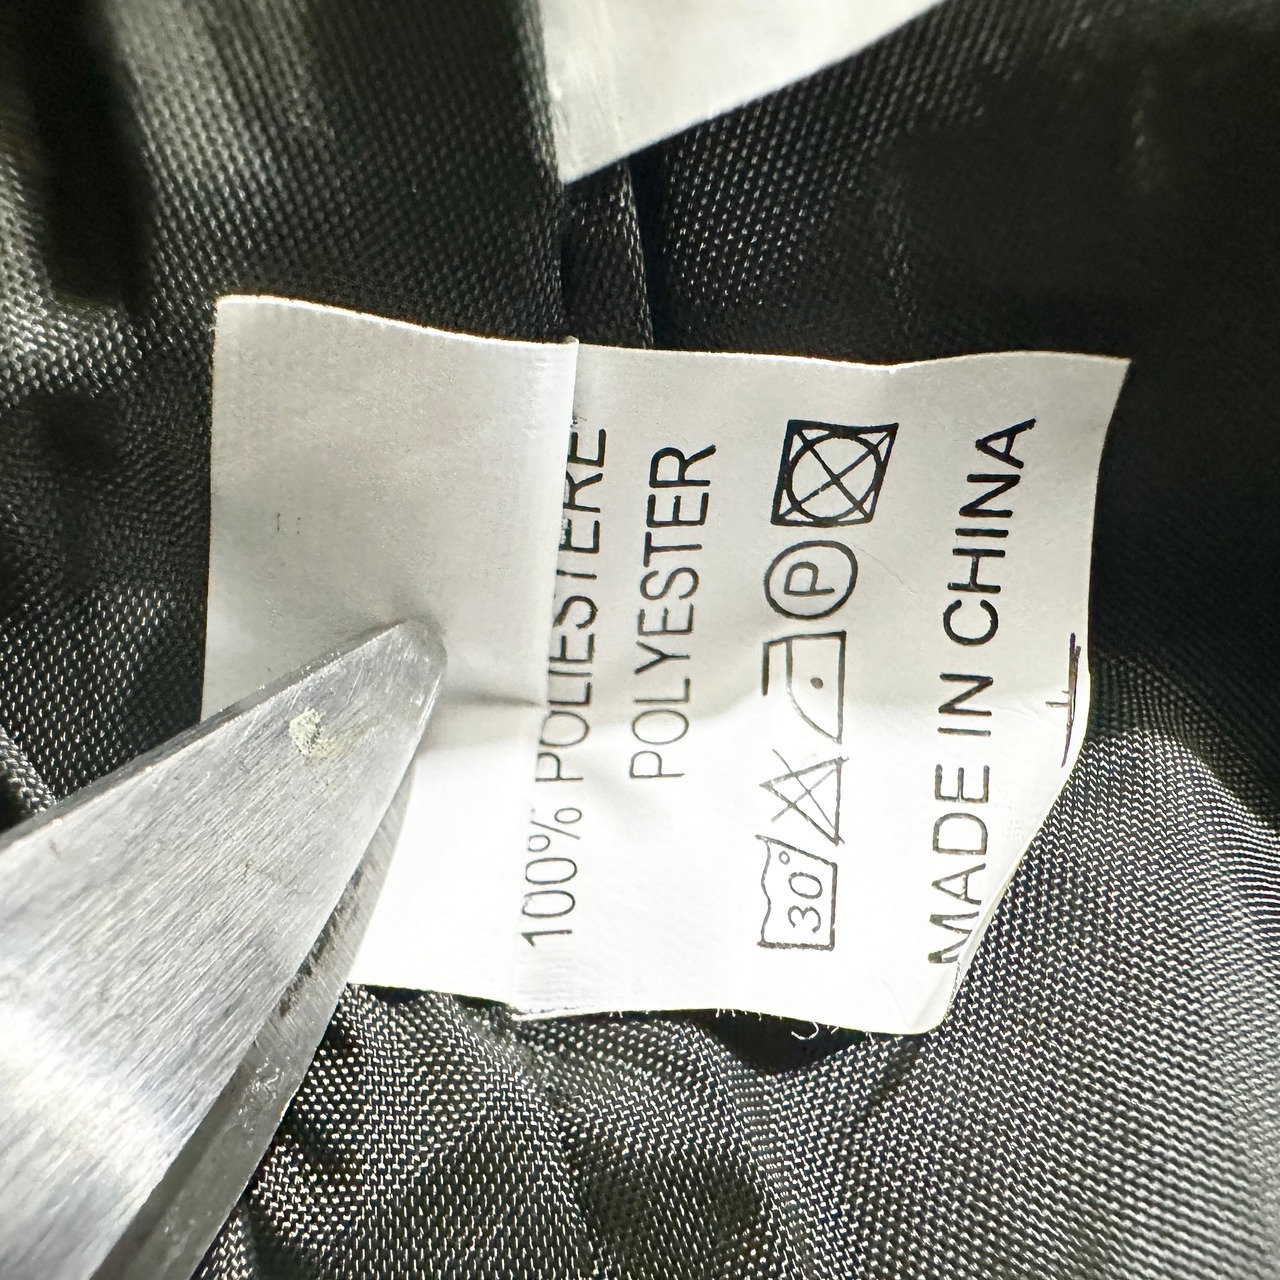 100% POLIESTERE
POLYESTER
30° P
MADE IN CHINA